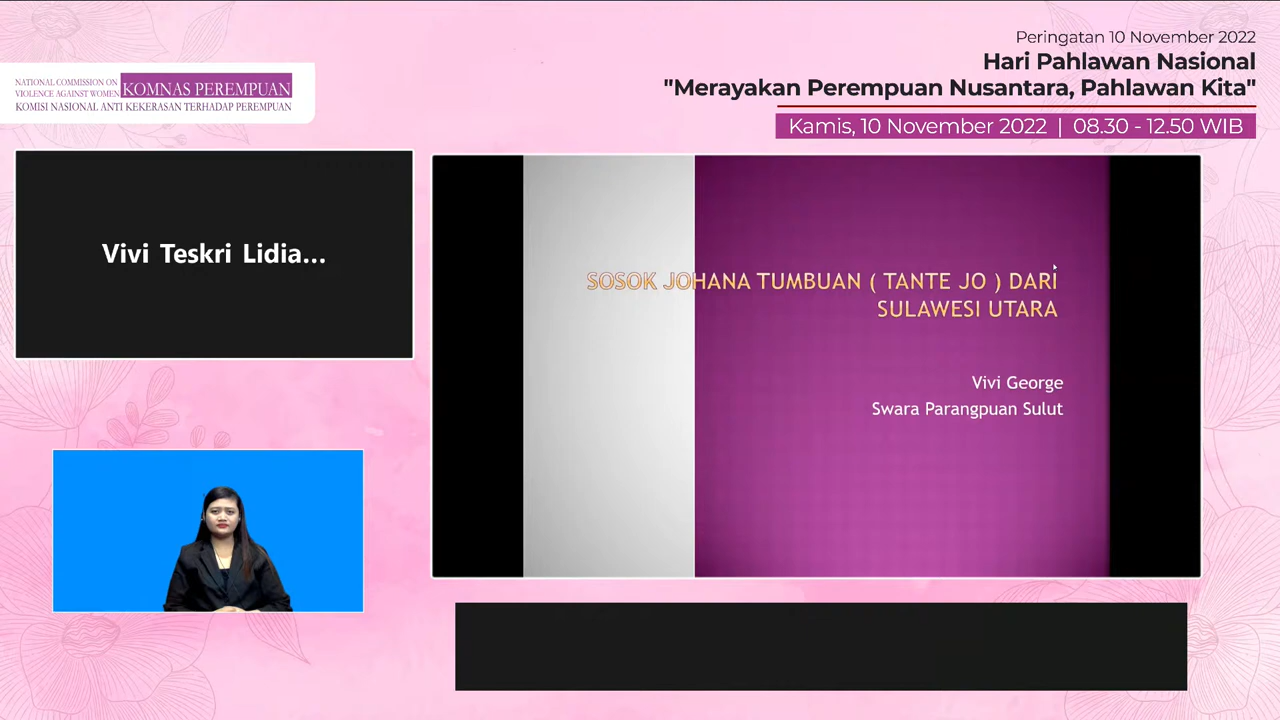 Peringatan 10 November 2022
Hari Pahlawan Nasional
"Merayakan Perempuan Nusantara, Pahlawan Kita"
Kamis, 10 November 2022 | 08.30 - 12.50 WIB
NATIONAL COMMISSION ON
VIOLENCE AGAINST WOMEN
KOMNAS PEREMPUAN
KOMISI NASIONAL ANTI KEKERASAN TERHADAP PEREMPUAN
Vivi Teskri Lidia...
SOSOK JOHANA TUMBUAN ( TANTE JO ) DARI
SULAWESI UTARA
Vivi George
Swara Parangpuan Sulut